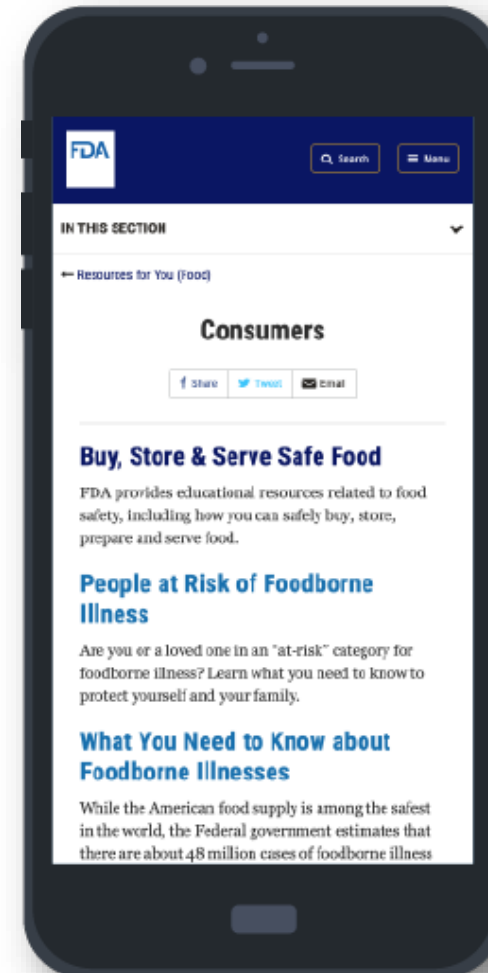 FDA
Search
Menu
IN THIS SECTION
← Resources for You (Food)
Consumers
Share
Tweet
Email
Buy, Store & Serve Safe Food
FDA provides educational resources related to food
safety, including how you can safely buy, store,
prepare and serve food.
People at Risk of Foodborne
Illness
Are you or a loved one in an "at-risk" category for
foodborne illness? Learn what you need to know to
protect yourself and your family.
What You Need to Know about
Foodborne Illnesses
While the American food supply is among the safest
in the world, the Federal government estimates that
there are about 48 million cases of foodborne illness